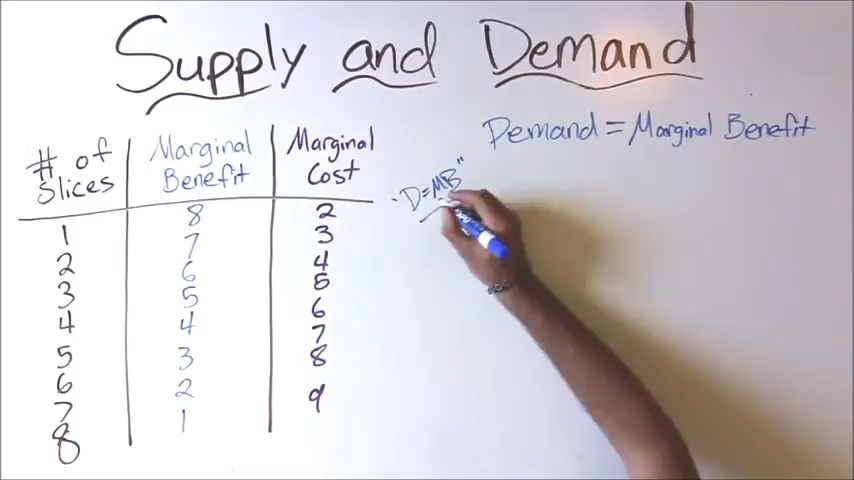 Supply and Demand
Demand = Marginal Benefit
# of Slices Marginal Benefit Marginal Cost
"D=MB"
1 8 2
2 7 3
3 6 4
4 5 5
5 4 6
6 3 7
7 2 8
8 1 9